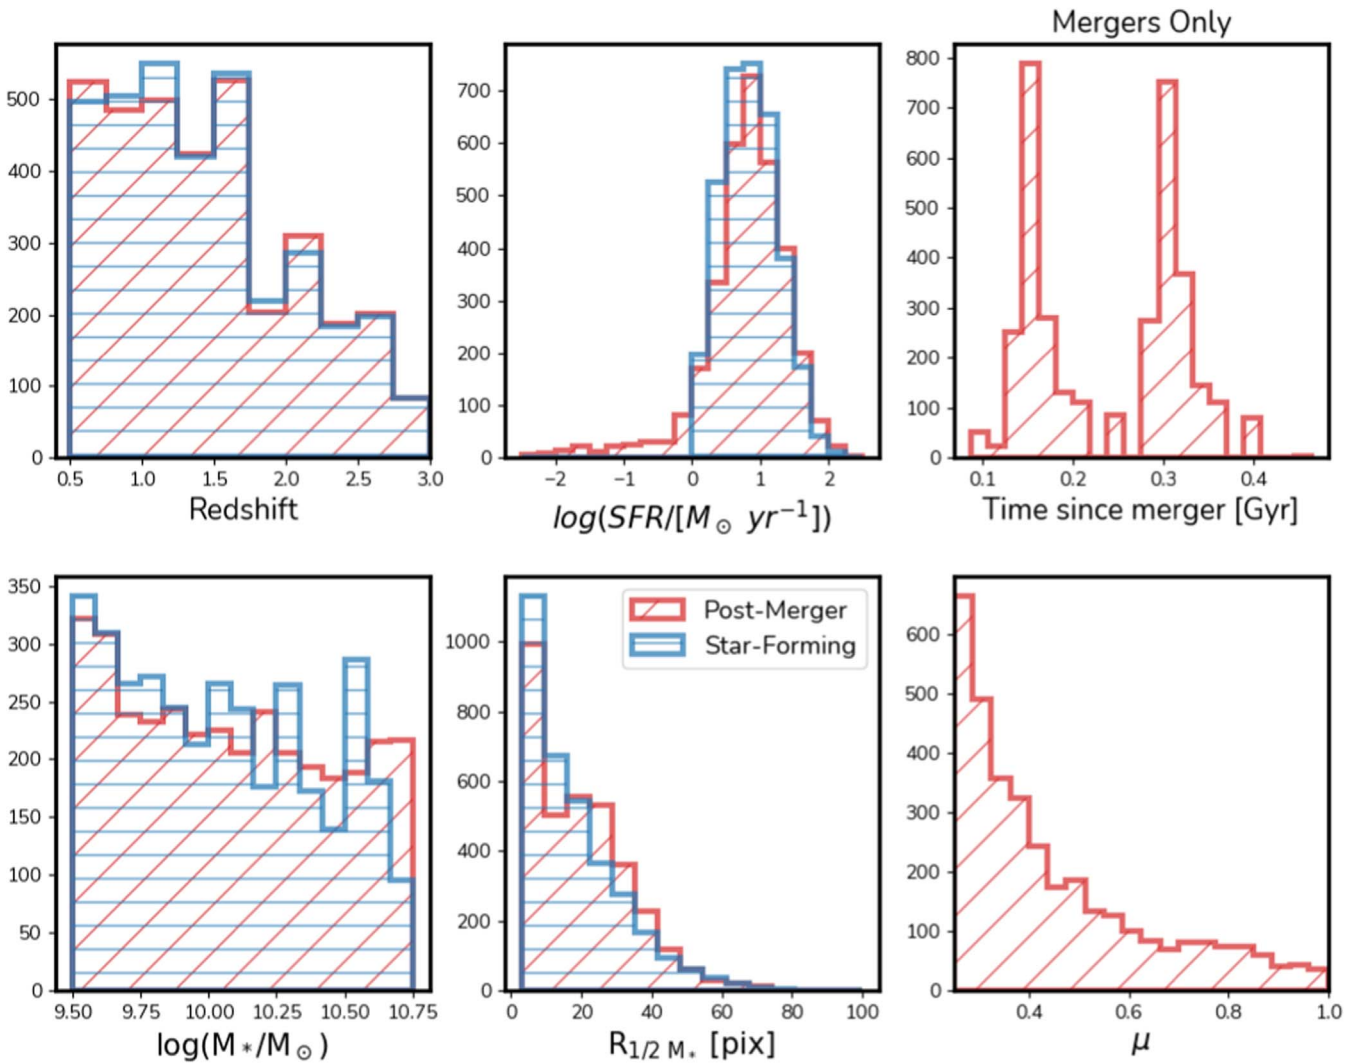 Mergers Only
500
400
300
200
100
0
0.5 1.0 1.5 2.0 2.5 3.0
Redshift
700
600
500
400
300
200
100
0
−2 −1 0 1 2
log(SFR/[M⊙ yr⁻¹])
800
700
600
500
400
300
200
100
0
0.1 0.2 0.3 0.4
Time since merger [Gyr]
350
300
250
200
150
100
50
0
9.50 9.75 10.00 10.25 10.50 10.75
log(M*/M⊙)
Post-Merger
Star-Forming
1000
800
600
400
200
0
0 20 40 60 80 100
R1/2 M* [pix]
600
500
400
300
200
100
0
0.4 0.6 0.8 1.0
μ